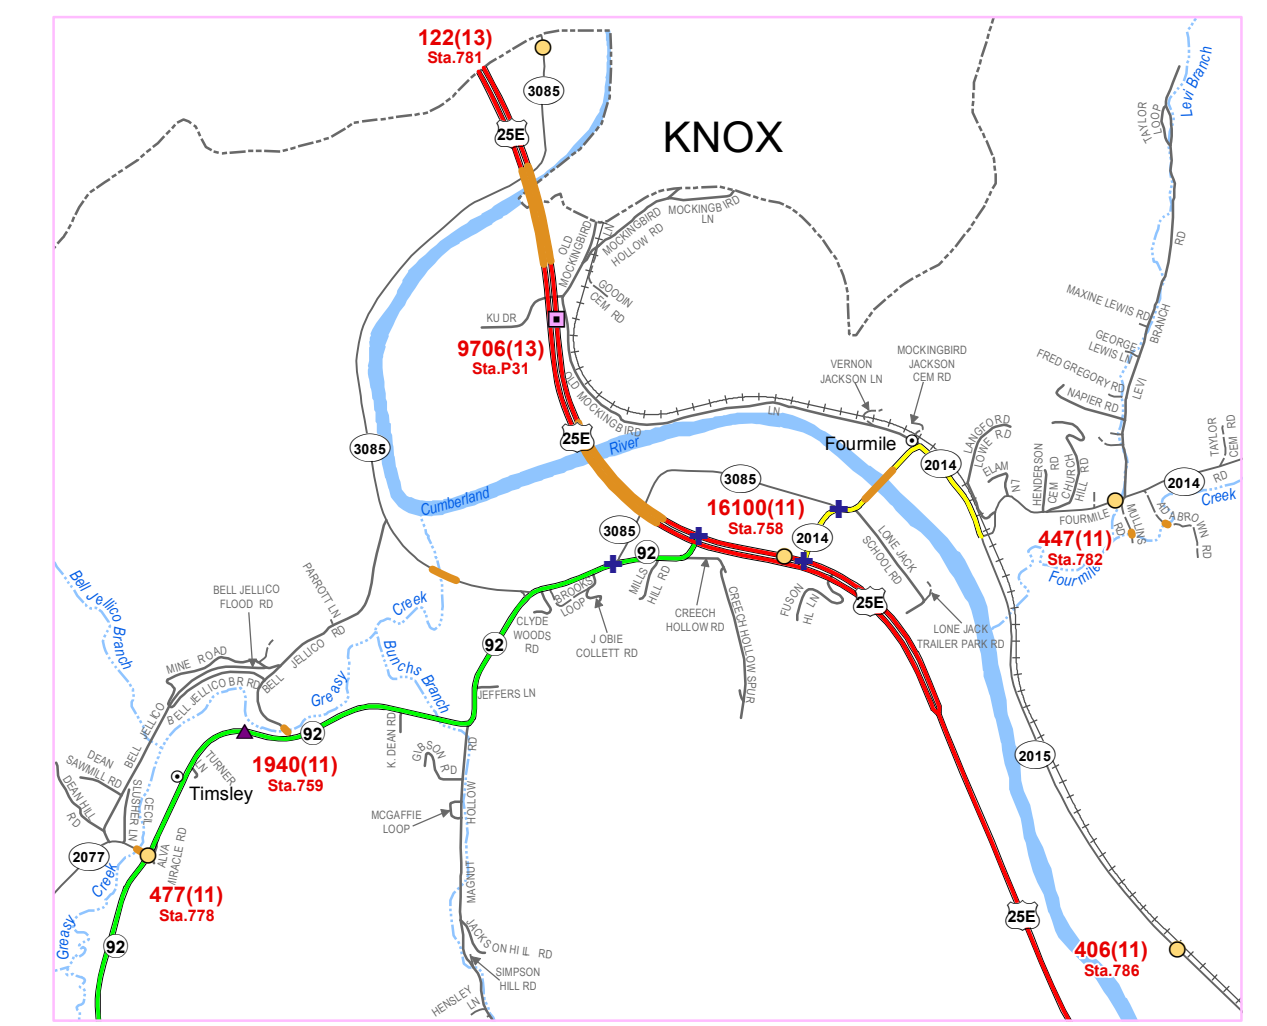 122(13)
Sta.781
3085
25E
KNOX
TAYLOR
LOOP
Levi Branch
MOCKINGBIRD
LN
MOCKINGBIRD
HOLLOW RD
OLD
MOCKINGBIRD
LN
GOODIN
CEM RD
KU DR
9706(13)
Sta.P31
OLD MOCKINGBIRD
LN
RD
BRANCH
LEVI
MAXINE LEWIS RD
GEORGE
LEWIS LN
FRED GREGORY RD
NAPIER RD
VERNON
JACKSON LN
MOCKINGBIRD
JACKSON
CEM RD
Fourmile
25E
River
Cumberland
3085
3085
2014
LANGFORD
LOWE RD
ELAM
LN
HENDERSON
CEM RD
CHURCH
HILL RD
TAYLOR
CEM RD
2014
RD
Creek
FOURMILE
RD
MULLINS
ADA BROWN
RD
447(11)
Sta.782
Fourmile
16100(11)
Sta.758
2014
3085
92
LONE JACK
SCHOOL RD
25E
LONE JACK
TRAILER PARK RD
FUSON
HL LN
CREECH
HOLLOW RD
CREECH HOLLOW SPUR
MILLS
HILL RD
BROOKS
LOOP
J OBIE
COLLETT RD
CLYDE
WOODS
RD
92
JEFFERS LN
Bell Jellico Branch
BELL JELLICO
FLOOD RD
PARROTT LN
RD
BELL JELLICO
MINE ROAD
BELL JELLICO BR RD
Creek
Greasy
Bunchs Branch
92
1940(11)
Sta.759
K. DEAN RD
GIBSON
RD
MCGAFFIE
LOOP
RD
HOLLOW
MAGNUT
BELL JELLICO
DEAN
SAWMILL RD
DEAN HILL
RD
SLUSHER LN
CECIL
TURNER
LN
Timsley
ALVA
MIRACLE RD
2077
Creek
Greasy
477(11)
Sta.778
92
JACKSON HILL RD
SIMPSON
HILL RD
HENSLEY
LN
2015
25E
406(11)
Sta.786